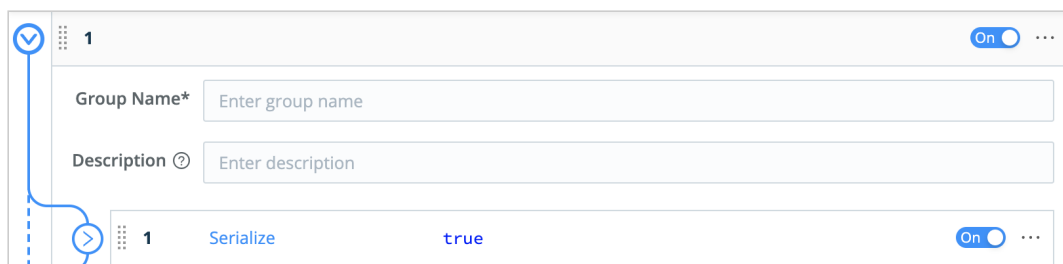 1 On ...
Group Name* Enter group name
Description ? Enter description
1 Serialize true On ...